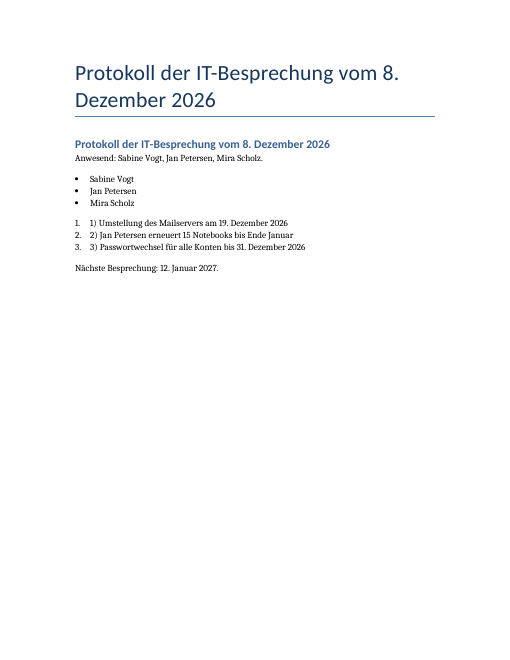 Protokoll der IT-Besprechung vom 8.
Dezember 2026
Protokoll der IT-Besprechung vom 8. Dezember 2026
Anwesend: Sabine Vogt, Jan Petersen, Mira Scholz.
• Sabine Vogt
• Jan Petersen
• Mira Scholz
1. 1) Umstellung des Mailservers am 19. Dezember 2026
2. 2) Jan Petersen erneuert 15 Notebooks bis Ende Januar
3. 3) Passwortwechsel für alle Konten bis 31. Dezember 2026
Nächste Besprechung: 12. Januar 2027.